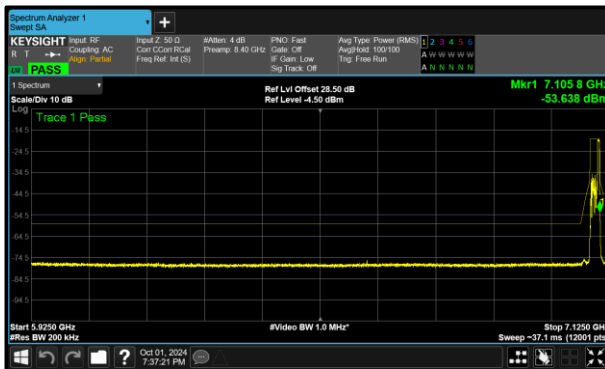 Spectrum Analyzer 1
Swept SA
+
KEYSIGHT
R T
LXI
PASS
Input: RF
Coupling: AC
Align: Partial
Input Z: 50 Ω
Corr CCorr RCal
Freq Ref: Int (S)
#Atten: 4 dB
Preamp: 8.40 GHz
PNO: Fast
Gate: Off
IF Gain: Low
Sig Track: Off
Avg Type: Power (RMS)
Avg|Hold: 100/100
Trig: Free Run
1 2 3 4 5 6
A W W W W W
A N N N N N
1 Spectrum
Scale/Div 10 dB
Ref Lvl Offset 28.50 dB
Ref Level -4.50 dBm
Mkr1 7.105 8 GHz
-53.638 dBm
Log
Trace 1 Pass
-14.5
-24.5
-34.5
-44.5
-54.5
-64.5
-74.5
-84.5
-94.5
Start 5.9250 GHz
#Res BW 200 kHz
#Video BW 1.0 MHz*
Stop 7.1250 GHz
Sweep ~37.1 ms (12001 pts)
?
Oct 01, 2024
7:37:21 PM